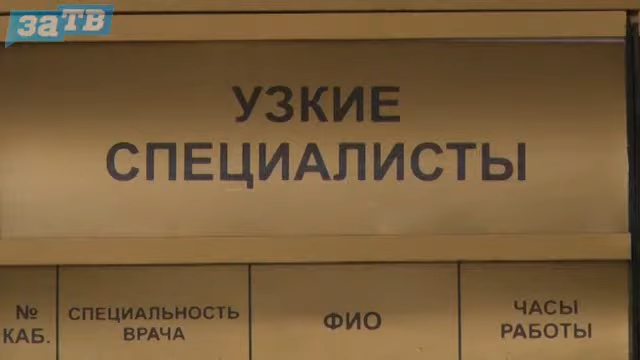 заТВ
УЗКИЕ
СПЕЦИАЛИСТЫ
№
КАБ.
СПЕЦИАЛЬНОСТЬ
ВРАЧА
ФИО
ЧАСЫ
РАБОТЫ